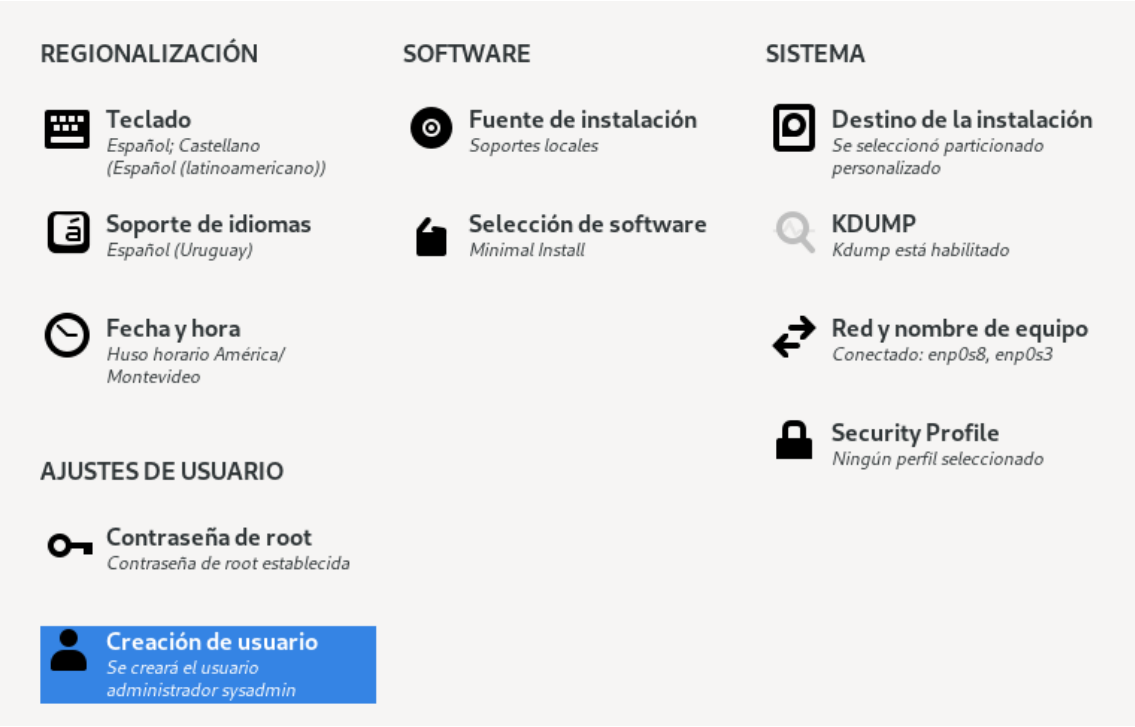 REGIONALIZACIÓN
Teclado
Español; Castellano
(Español (latinoamericano))
Soporte de idiomas
Español (Uruguay)
Fecha y hora
Huso horario América/
Montevideo
AJUSTES DE USUARIO
Contraseña de root
Contraseña de root establecida
Creación de usuario
Se creará el usuario
administrador sysadmin
SOFTWARE
Fuente de instalación
Soportes locales
Selección de software
Minimal Install
SISTEMA
Destino de la instalación
Se seleccionó particionado
personalizado
KDUMP
Kdump está habilitado
Red y nombre de equipo
Conectado: enp0s8, enp0s3
Security Profile
Ningún perfil seleccionado